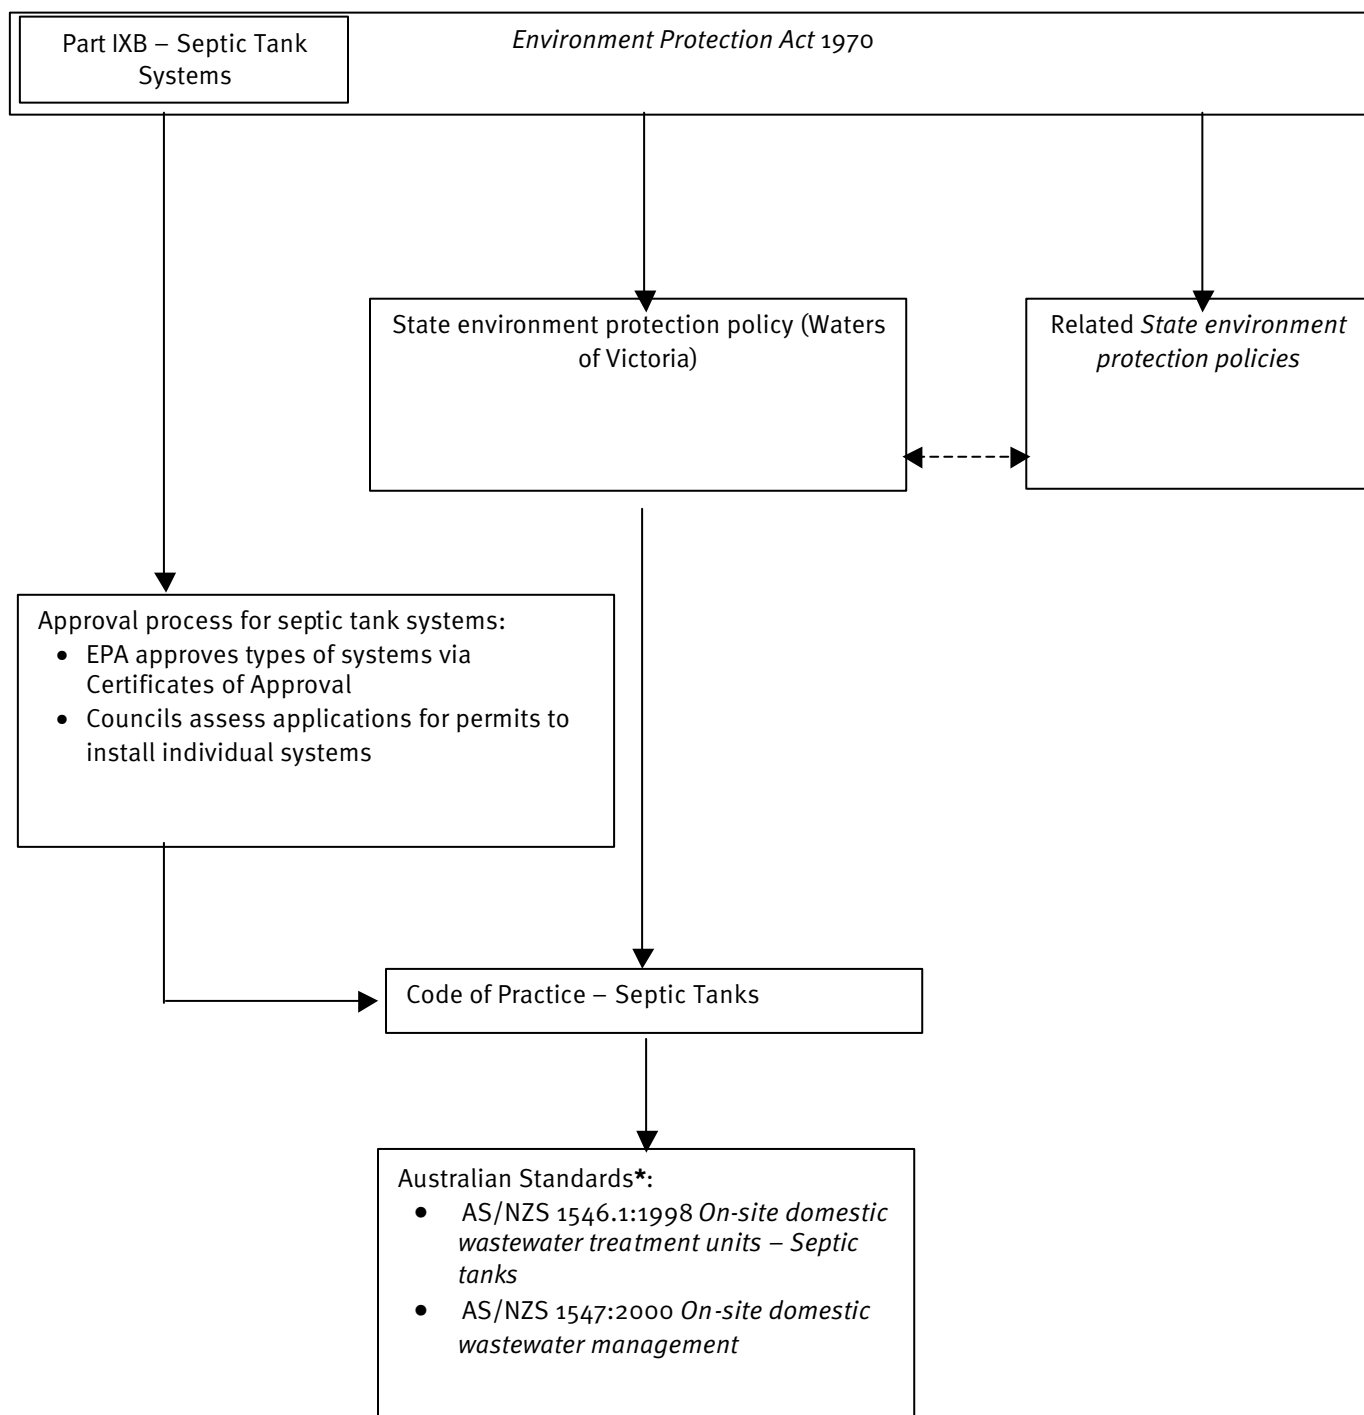 Part IXB – Septic Tank
Systems
Environment Protection Act 1970
State environment protection policy (Waters
of Victoria)
Related State environment
protection policies
Approval process for septic tank systems:
• EPA approves types of systems via
Certificates of Approval
• Councils assess applications for permits to
install individual systems
Code of Practice – Septic Tanks
Australian Standards*:
• AS/NZS 1546.1:1998 On-site domestic
wastewater treatment units – Septic
tanks
• AS/NZS 1547:2000 On-site domestic
wastewater management